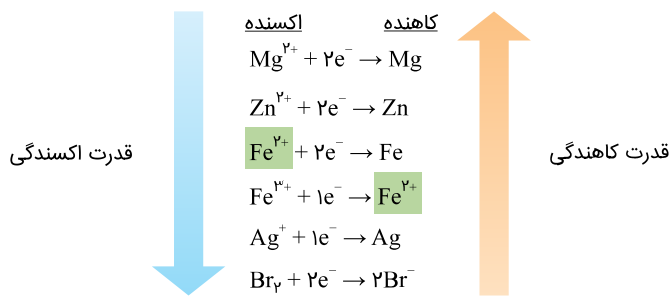 اکسنده کاهنده
Mg²⁺ + ۲e⁻ → Mg
Zn²⁺ + ۲e⁻ → Zn
Fe²⁺ + ۲e⁻ → Fe
Fe³⁺ + ۱e⁻ → Fe²⁺
Ag⁺ + ۱e⁻ → Ag
Br₂ + ۲e⁻ → ۲Br⁻
قدرت اکسندگی
قدرت کاهندگی